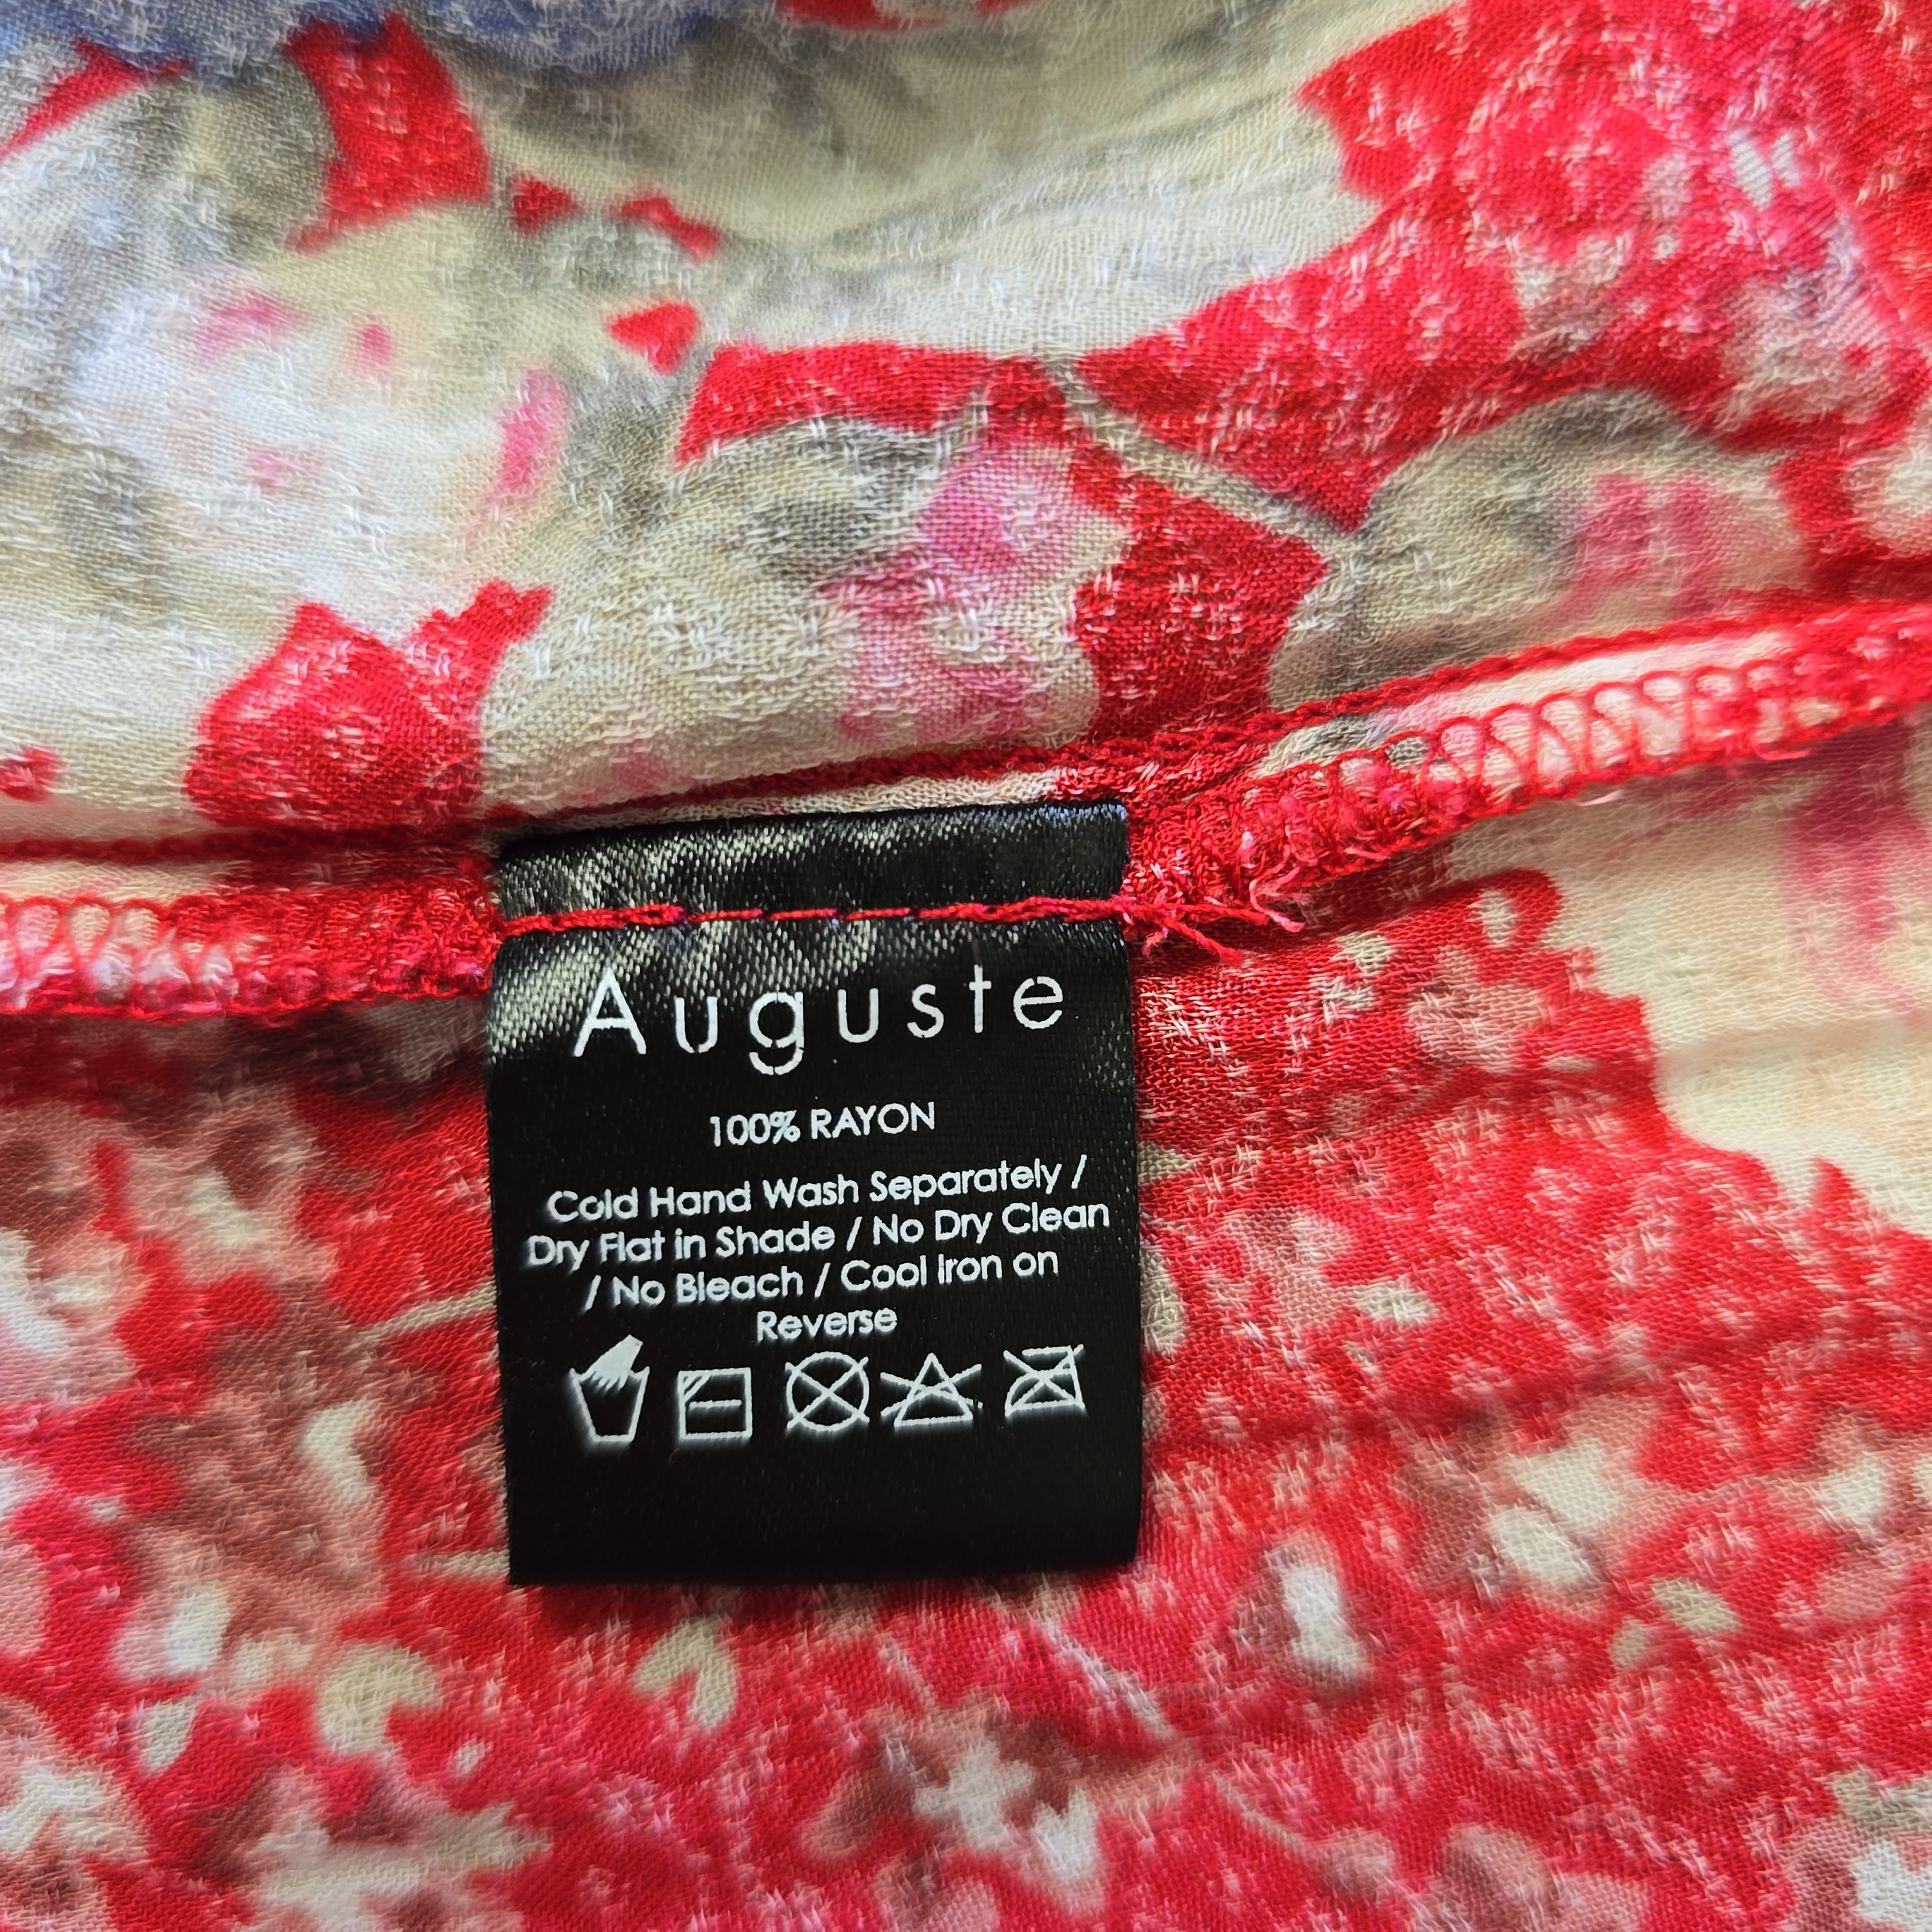 Auguste
100% RAYON
Cold Hand Wash Separately /
Dry Flat in Shade / No Dry Clean
/ No Bleach / Cool Iron on
Reverse